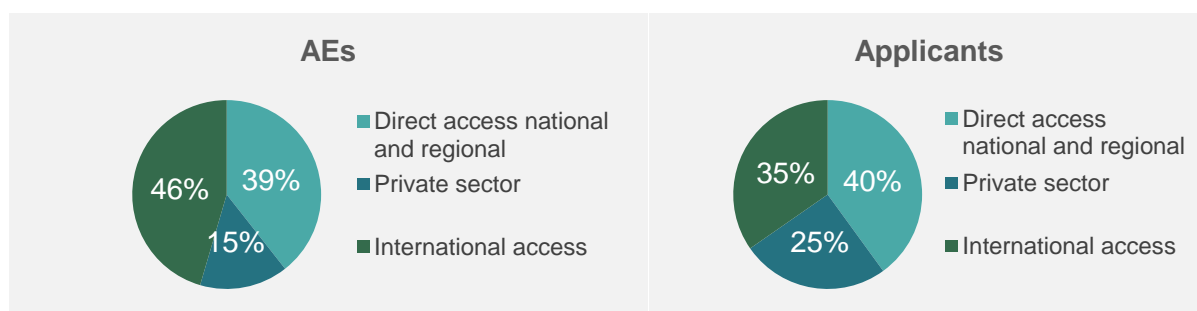 AEs
39%
15%
46%
Direct access national
and regional
Private sector
International access
Applicants
40%
25%
35%
Direct access
national and regional
Private sector
International access